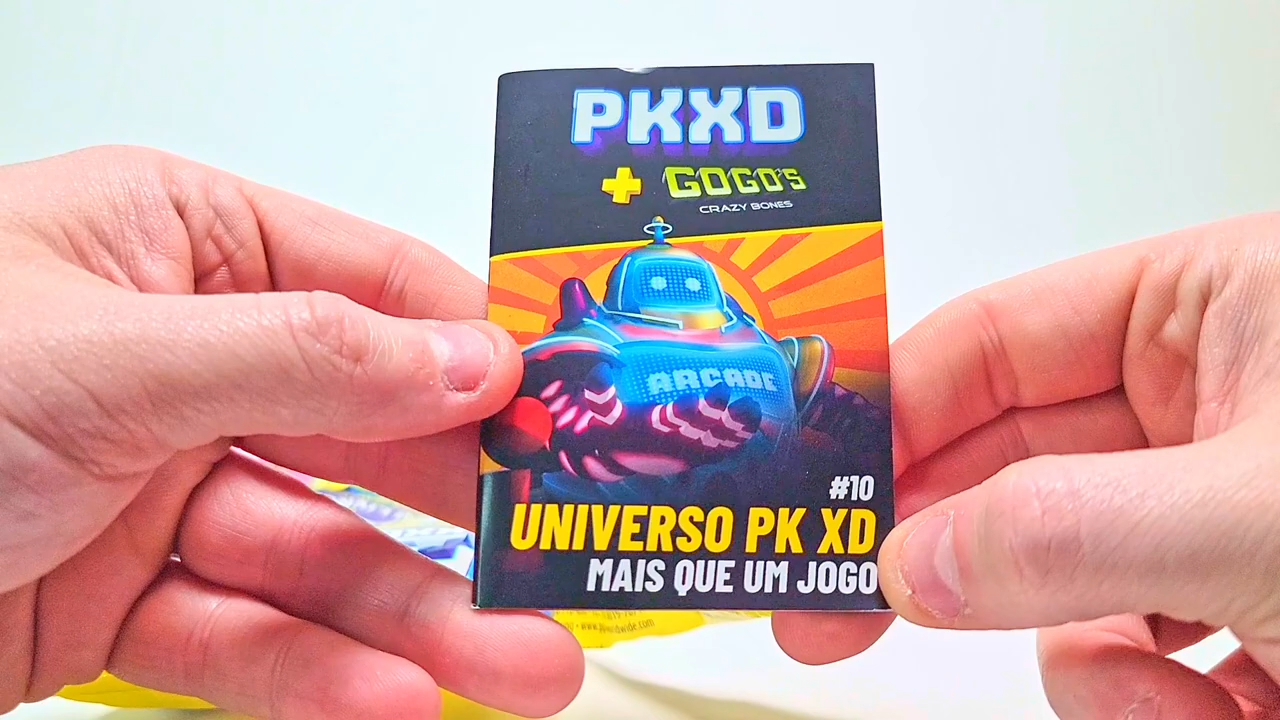 PKXD
+ GOGO'S
CRAZY BONES
ARCADE
#10
UNIVERSO PK XD
MAIS QUE UM JOGO